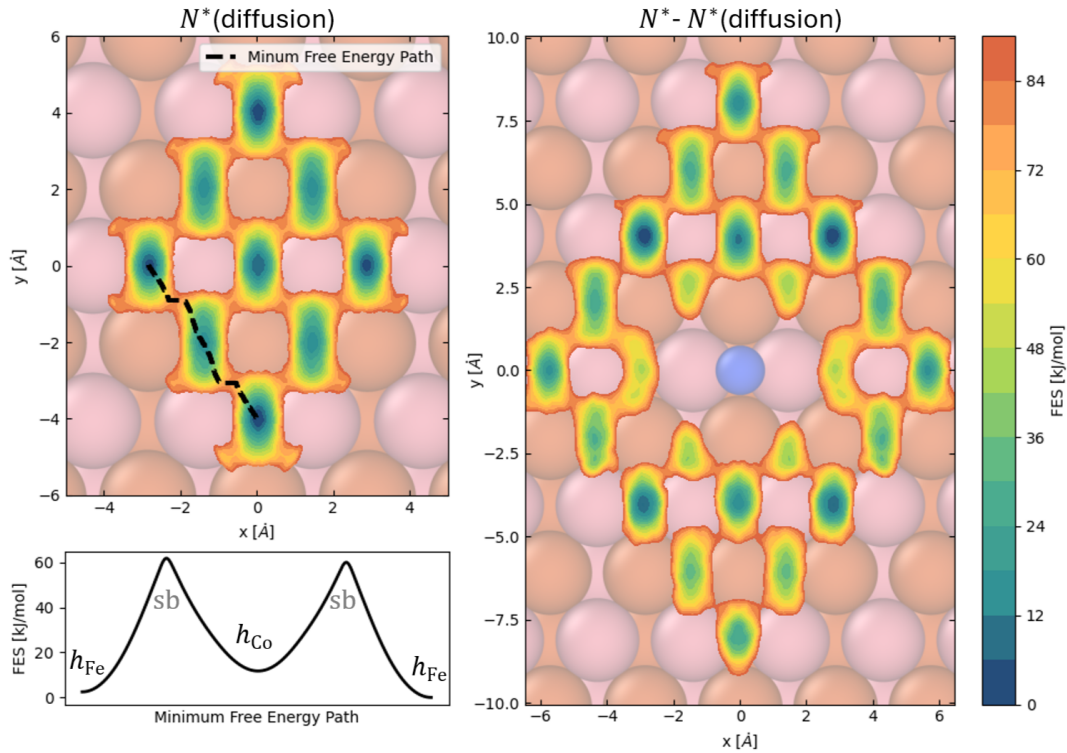 N*(diffusion)
Minum Free Energy Path
6
4
2
0
−2
−4
−6
y [Å]
−4
−2
0
2
4
x [Å]
60
40
20
0
FES [kJ/mol]
hFe
sb
hCo
sb
hFe
Minimum Free Energy Path
N*- N*(diffusion)
10.0
7.5
5.0
2.5
0.0
−2.5
−5.0
−7.5
−10.0
y [Å]
−6
−4
−2
0
2
4
6
x [Å]
84
72
60
48
36
24
12
0
FES [kJ/mol]